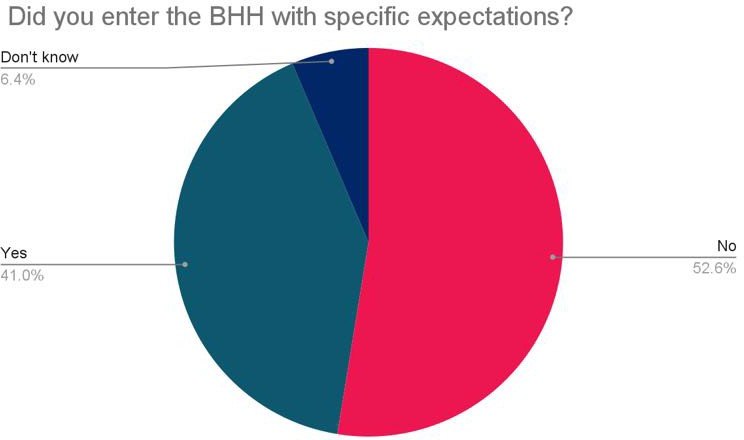 Did you enter the BHH with specific expectations?
Don't know
6.4%
Yes
41.0%
No
52.6%